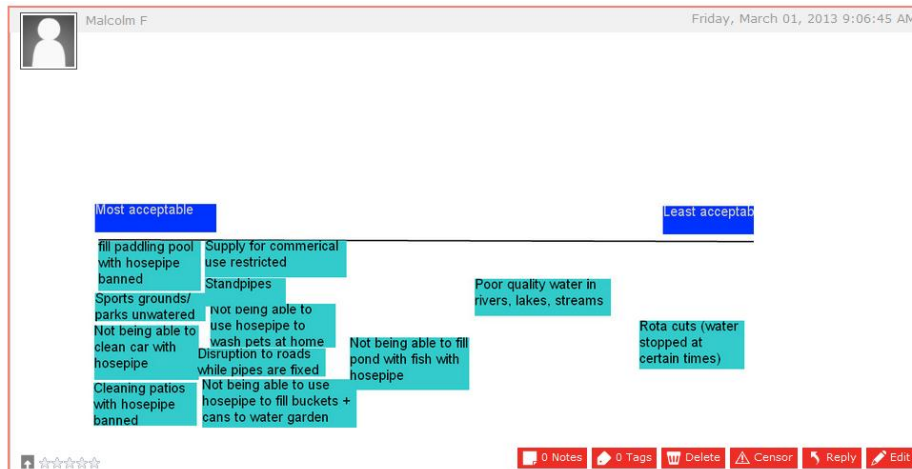 Malcolm F
Friday, March 01, 2013 9:06:45 AM
Most acceptable
Least acceptab
fill paddling pool
with hosepipe
banned
Supply for commerical
use restricted
Standpipes
Sports grounds/
parks unwatered
Not being able to
use hosepipe to
wash pets at home
Not being able to
clean car with
hosepipe
Disruption to roads
while pipes are fixed
Cleaning patios
with hosepipe
banned
Not being able to use
hosepipe to fill buckets +
cans to water garden
Not being able to fill
pond with fish with
hosepipe
Poor quality water in
rivers, lakes, streams
Rota cuts (water
stopped at
certain times)
0 Notes
0 Tags
Delete
Censor
Reply
Edit